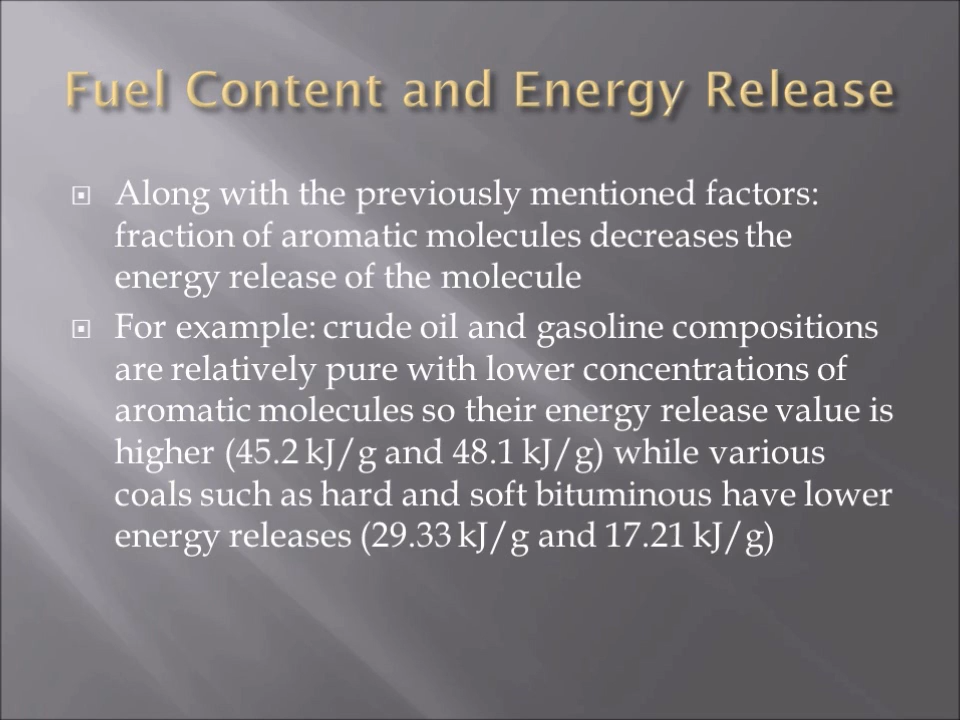 Fuel Content and Energy Release
Along with the previously mentioned factors:
fraction of aromatic molecules decreases the
energy release of the molecule
For example: crude oil and gasoline compositions
are relatively pure with lower concentrations of
aromatic molecules so their energy release value is
higher (45.2 kJ/g and 48.1 kJ/g) while various
coals such as hard and soft bituminous have lower
energy releases (29.33 kJ/g and 17.21 kJ/g)